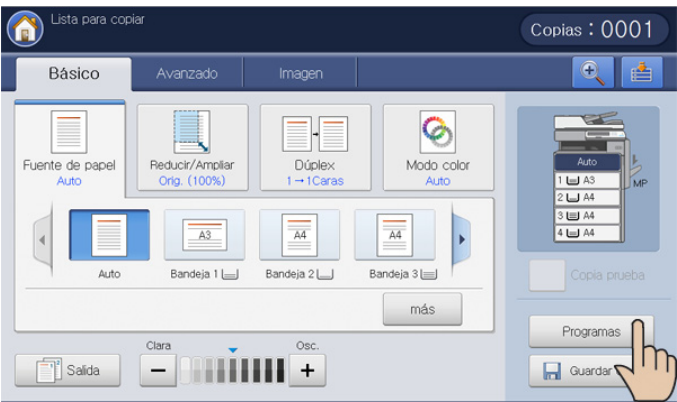 Lista para copiar
Copias : 0001
Básico
Avanzado
Imagen
Fuente de papel
Auto
Reducir/Ampliar
Orig. (100%)
Dúplex
1→1Caras
Modo color
Auto
Auto
A3
Bandeja 1
A4
Bandeja 2
A4
Bandeja 3
más
Auto
1 A3
2 A4
3 A4
4 A4
MP
Copia prueba
Programas
Guardar
Salida
Clara
Osc.